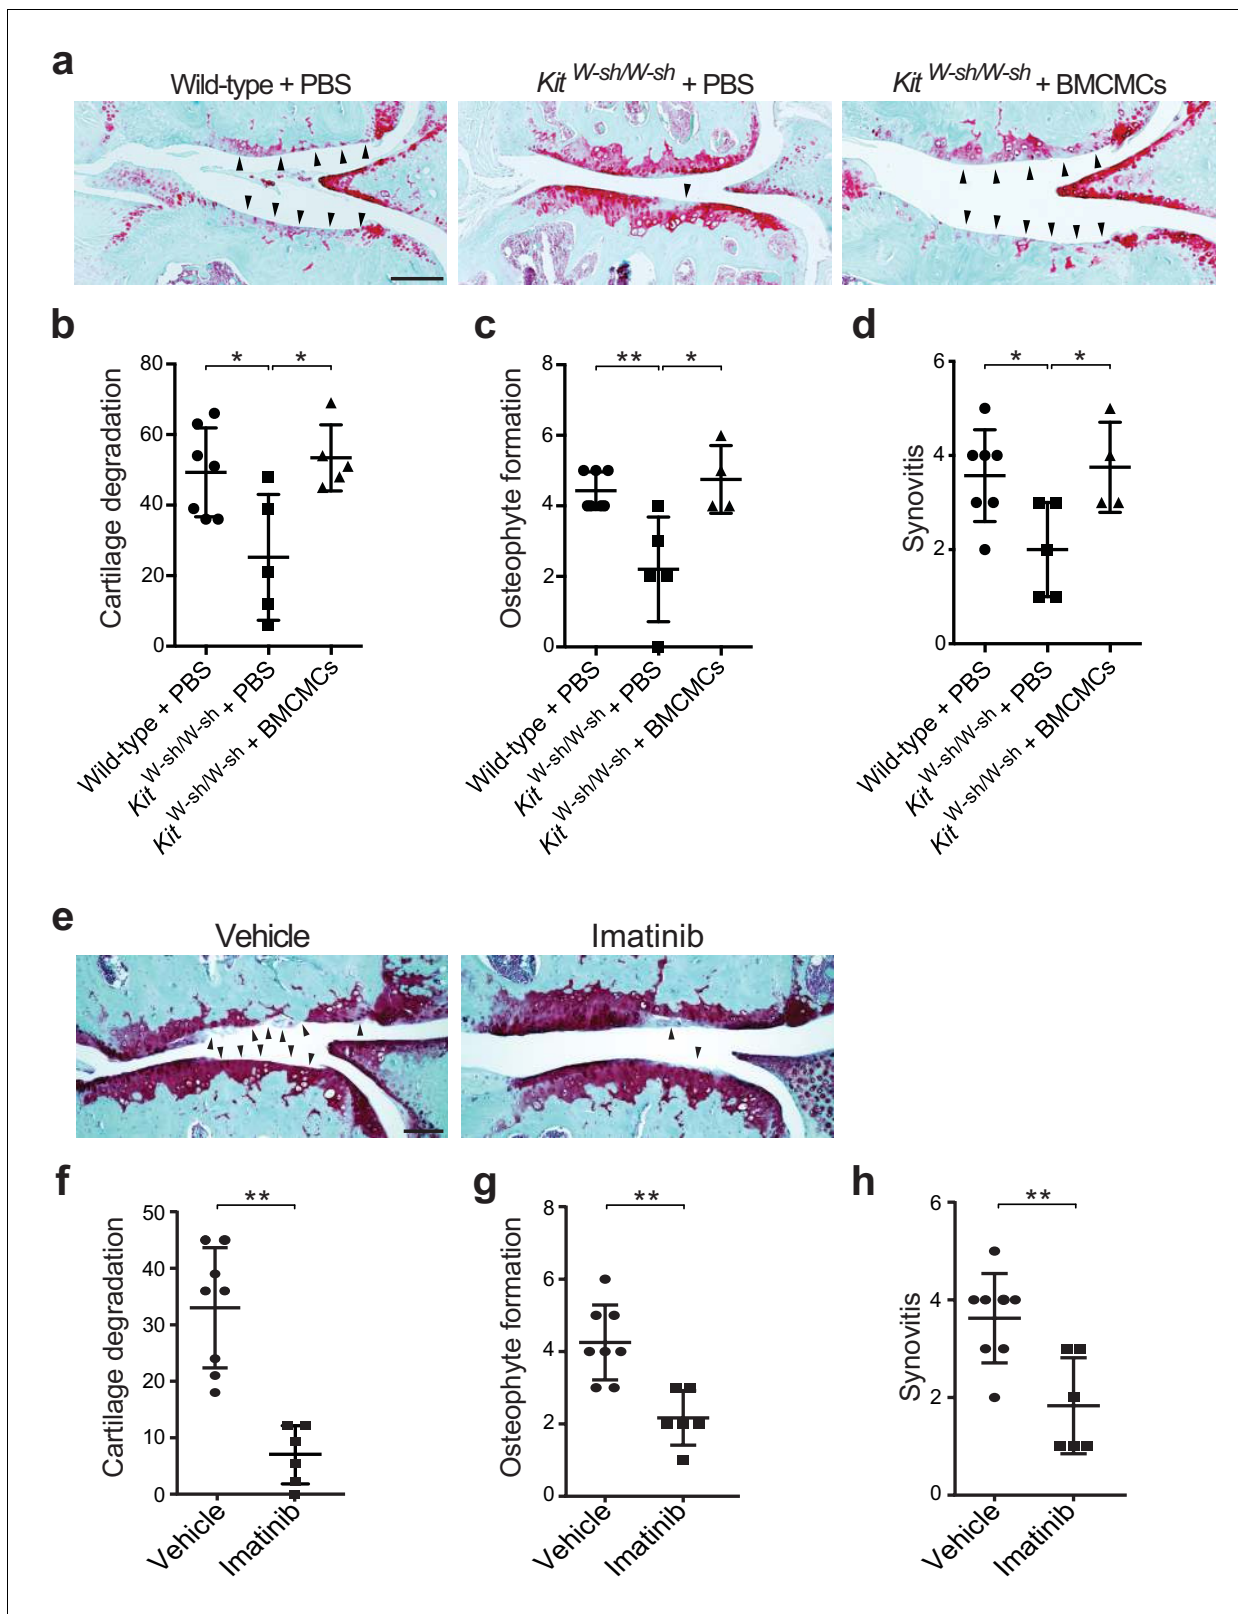 a
Wild-type + PBS
Kit W-sh/W-sh + PBS
Kit W-sh/W-sh + BMCMCs
b
Cartilage degradation
80
60
40
20
0
*
*
Wild-type + PBS
Kit W-sh/W-sh + PBS
Kit W-sh/W-sh + BMCMCs
c
Osteophyte formation
8
6
4
2
0
**
*
Wild-type + PBS
Kit W-sh/W-sh + PBS
Kit W-sh/W-sh + BMCMCs
d
Synovitis
6
4
2
0
*
*
Wild-type + PBS
Kit W-sh/W-sh + PBS
Kit W-sh/W-sh + BMCMCs
e
Vehicle
Imatinib
f
Cartilage degradation
50
40
30
20
10
0
**
Vehicle
Imatinib
g
Osteophyte formation
8
6
4
2
0
**
Vehicle
Imatinib
h
Synovitis
6
4
2
0
**
Vehicle
Imatinib